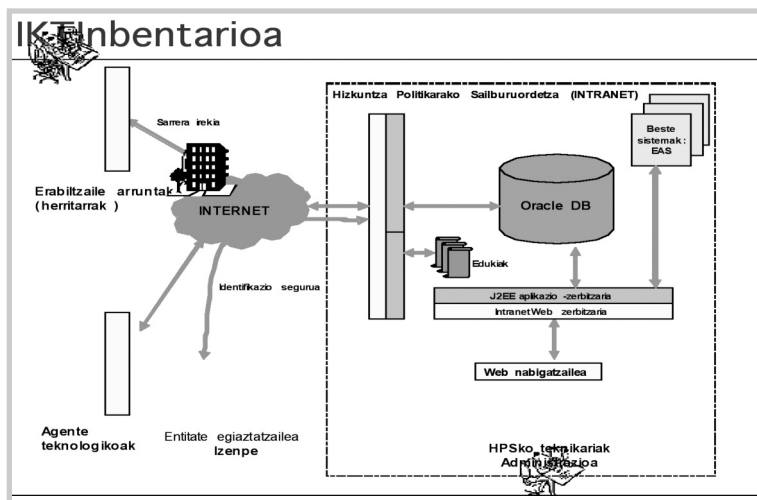 IKT Inbentarioa
Hizkuntza Politikarako Sailburuordetza (INTRANET)
Sarrera irekia
Beste
sistemak:
EAS
Erabiltzaile arruntak
(herritarrak )
INTERNET
Oracle DB
Edukiak
Identifikazio segurua
J2EE aplikazio -zerbitzaria
Intranet Web zerbitzaria
Web nabigatzailea
Agente
teknologikoak
Entitate egiaztatzailea
Izenpe
HPSko teknikariak
Administrazioa